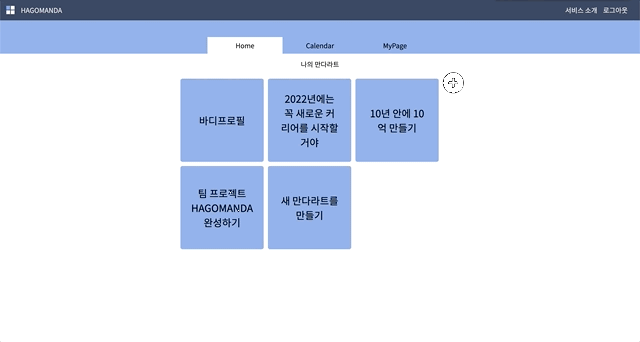 HAGOMANDA
서비스 소개 로그아웃
Home Calendar MyPage
나의 만다라트
바디프로필
2022년에는
꼭 새로운 커
리어를 시작할
거야
10년 안에 10
억 만들기
팀 프로젝트
HAGOMANDA
완성하기
새 만다라트를
만들기